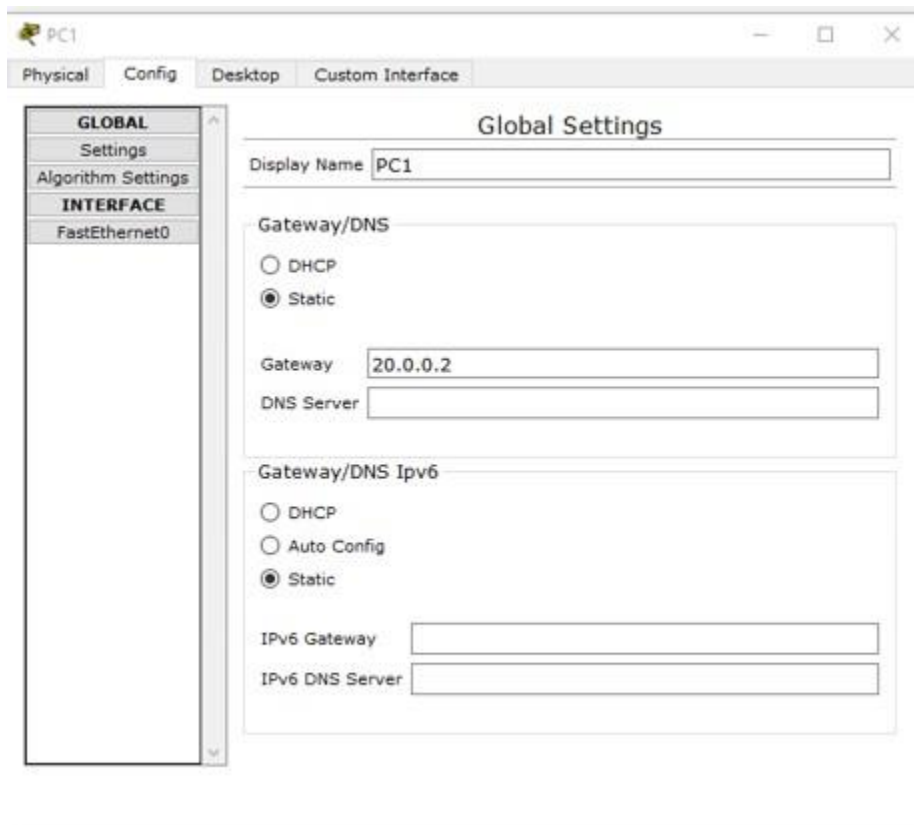 PC1
Physical Config Desktop Custom Interface
GLOBAL
Settings
Algorithm Settings
INTERFACE
FastEthernet0
Global Settings
Display Name PC1
Gateway/DNS
DHCP
Static
Gateway 20.0.0.2
DNS Server
Gateway/DNS Ipv6
DHCP
Auto Config
Static
IPv6 Gateway
IPv6 DNS Server